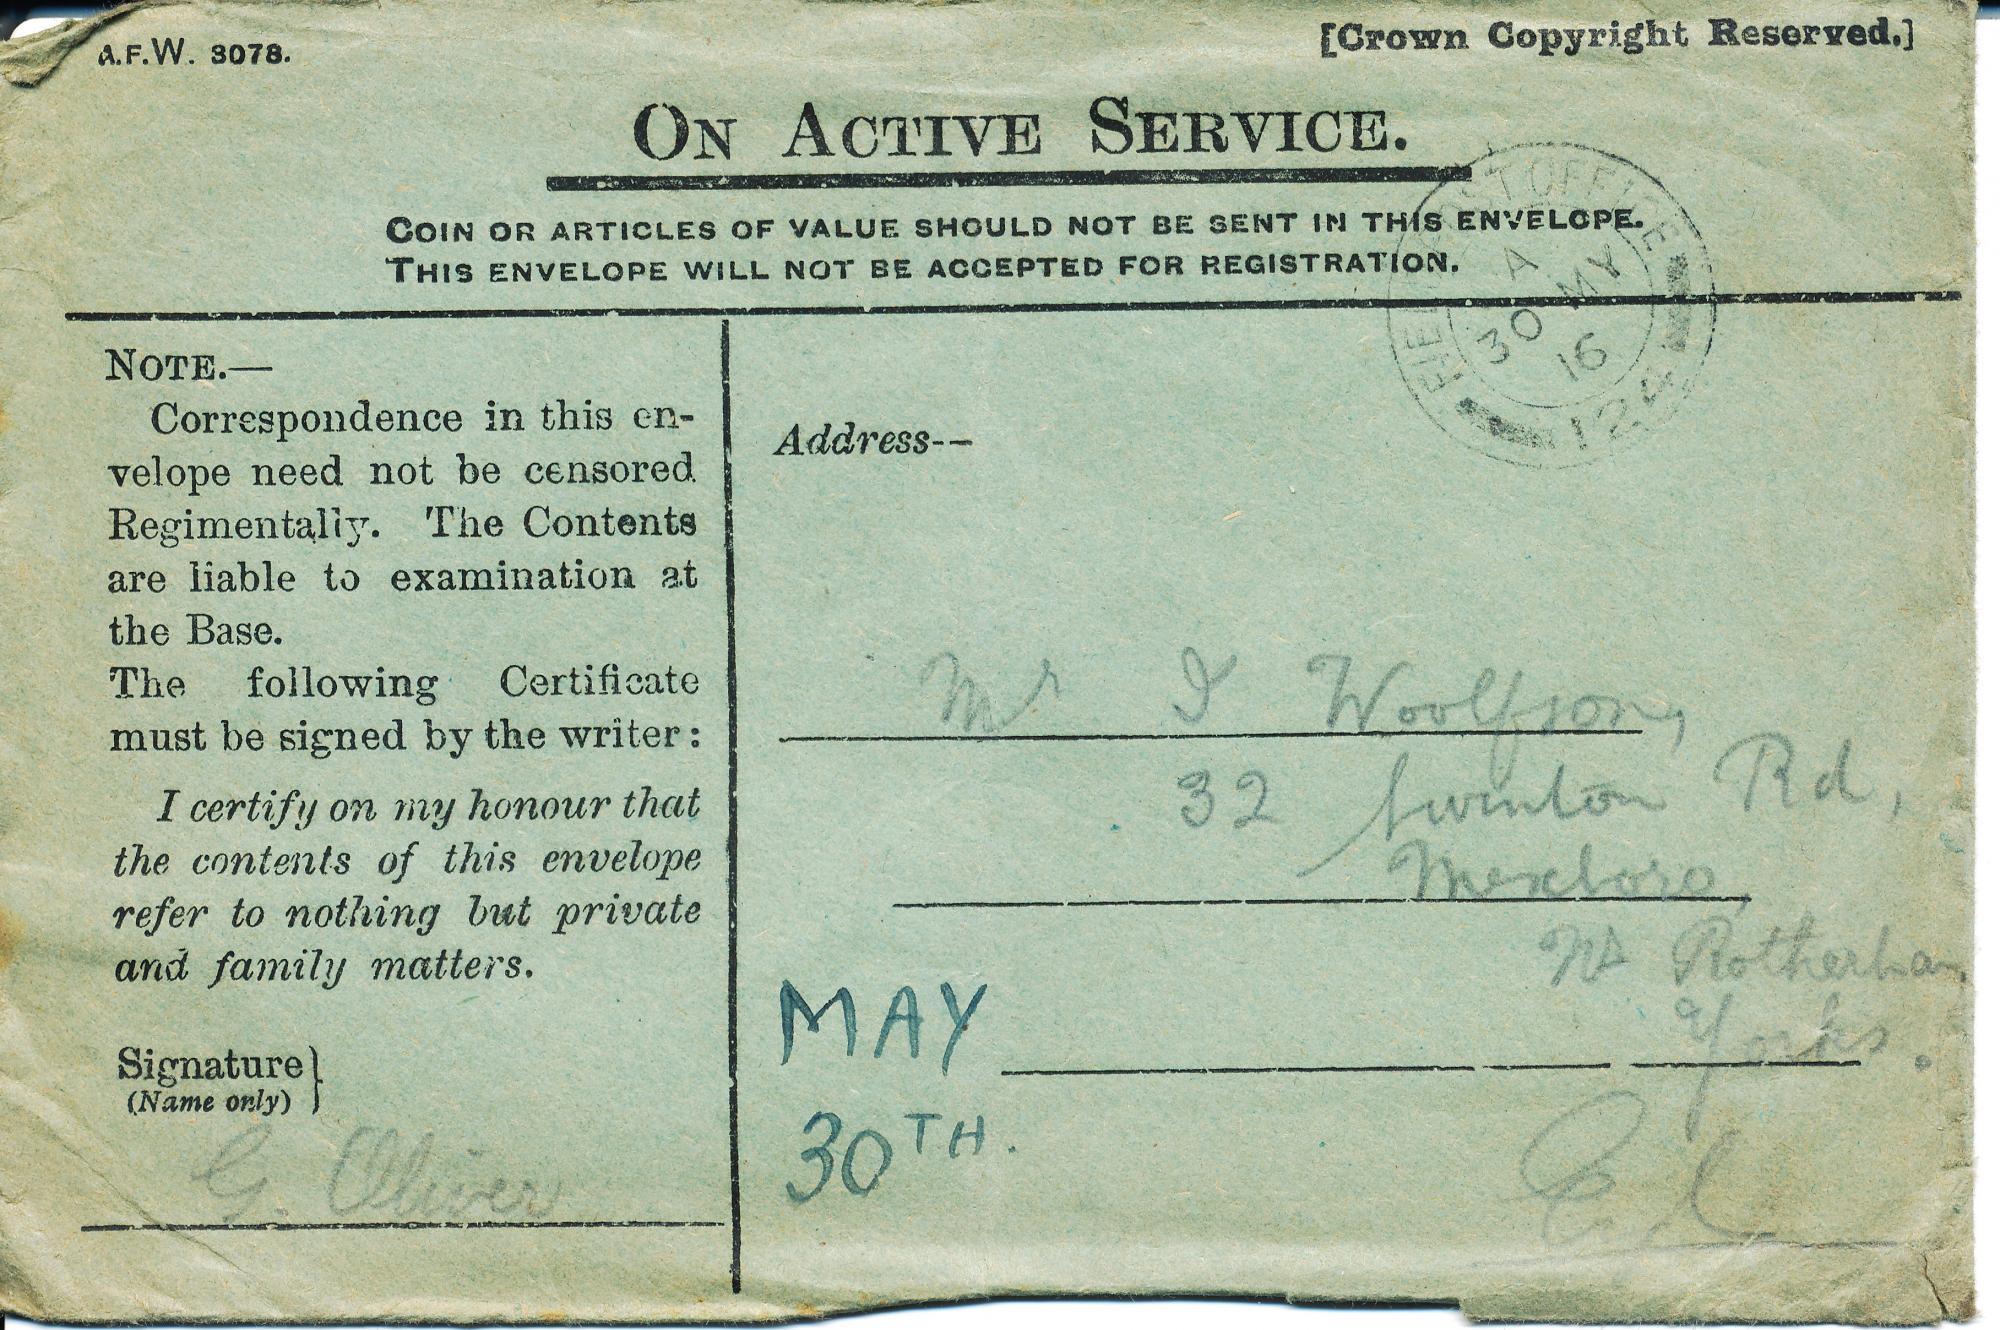 A.F.W. 3078.
[Crown Copyright Reserved.]
ON ACTIVE SERVICE.
COIN OR ARTICLES OF VALUE SHOULD NOT BE SENT IN THIS ENVELOPE.
THIS ENVELOPE WILL NOT BE ACCEPTED FOR REGISTRATION.
FIELD POST OFFICE
A
30 MY
16
124
NOTE.—
Correspondence in this en-
velope need not be censored
Regimentally. The Contents
are liable to examination at
the Base.
The following Certificate
must be signed by the writer:
I certify on my honour that
the contents of this envelope
refer to nothing but private
and family matters.
Signature
(Name only)
G. Oliver
Address--
Mr I Woolfson,
32 Swinton Rd,
Mexboro,
Nr Rotherham
Yorks.
MAY
30TH.